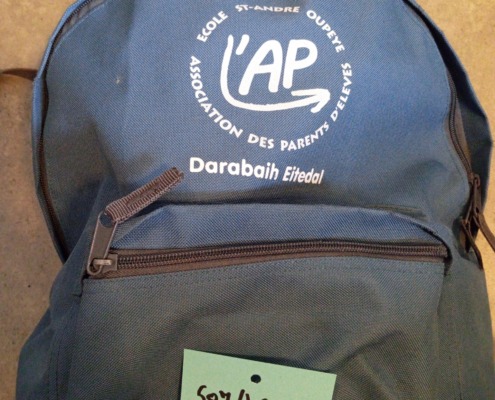 ECOLE ST-ANDRE OUPEYE
l'AP
ASSOCIATION DES PARENTS D'ELEVES
Darabaih Eitedal